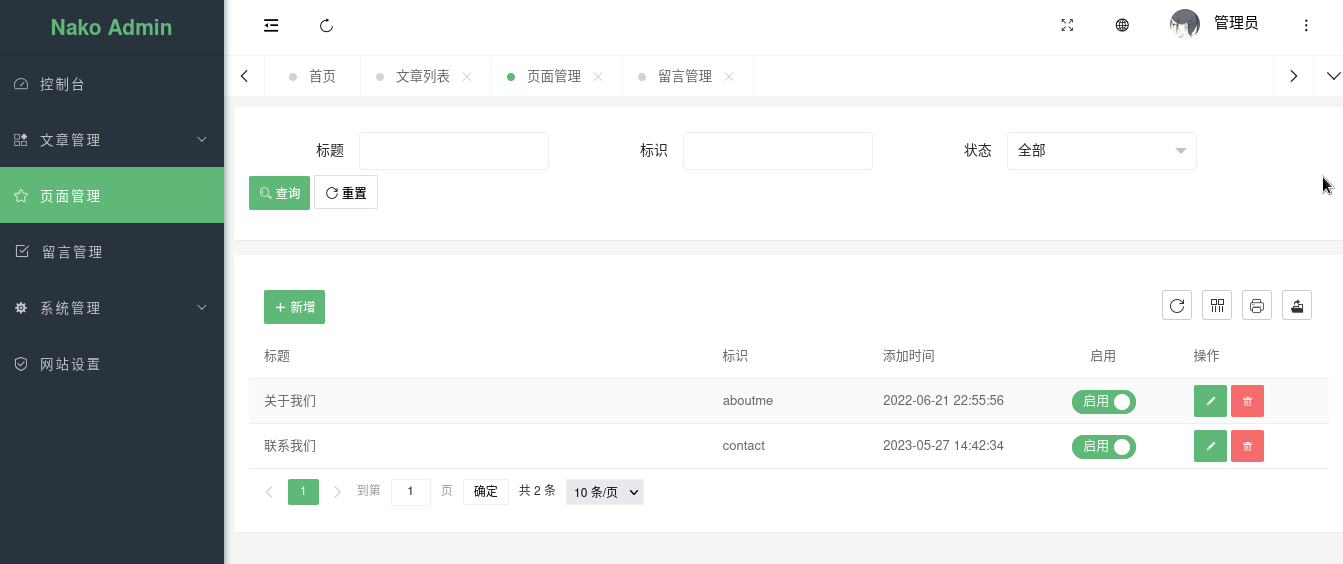 Nako Admin
管理员
首页 文章列表 页面管理 留言管理
控制台
文章管理
页面管理
留言管理
系统管理
网站设置
标题 标识 状态 全部
查询 重置
新增
标题 标识 添加时间 启用 操作
关于我们 aboutme 2022-06-21 22:55:56 启用
联系我们 contact 2023-05-27 14:42:34 启用
1 到第 1 页 确定 共 2 条 10 条/页